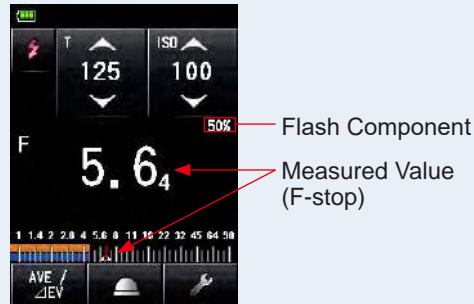 T ISO
125 100
50%
Flash Component
F
5.64
Measured Value
(F-stop)
1 1.4 2 2.8 4 5.6 8 11 16 22 32 45 64 90
AVE /
⊿EV